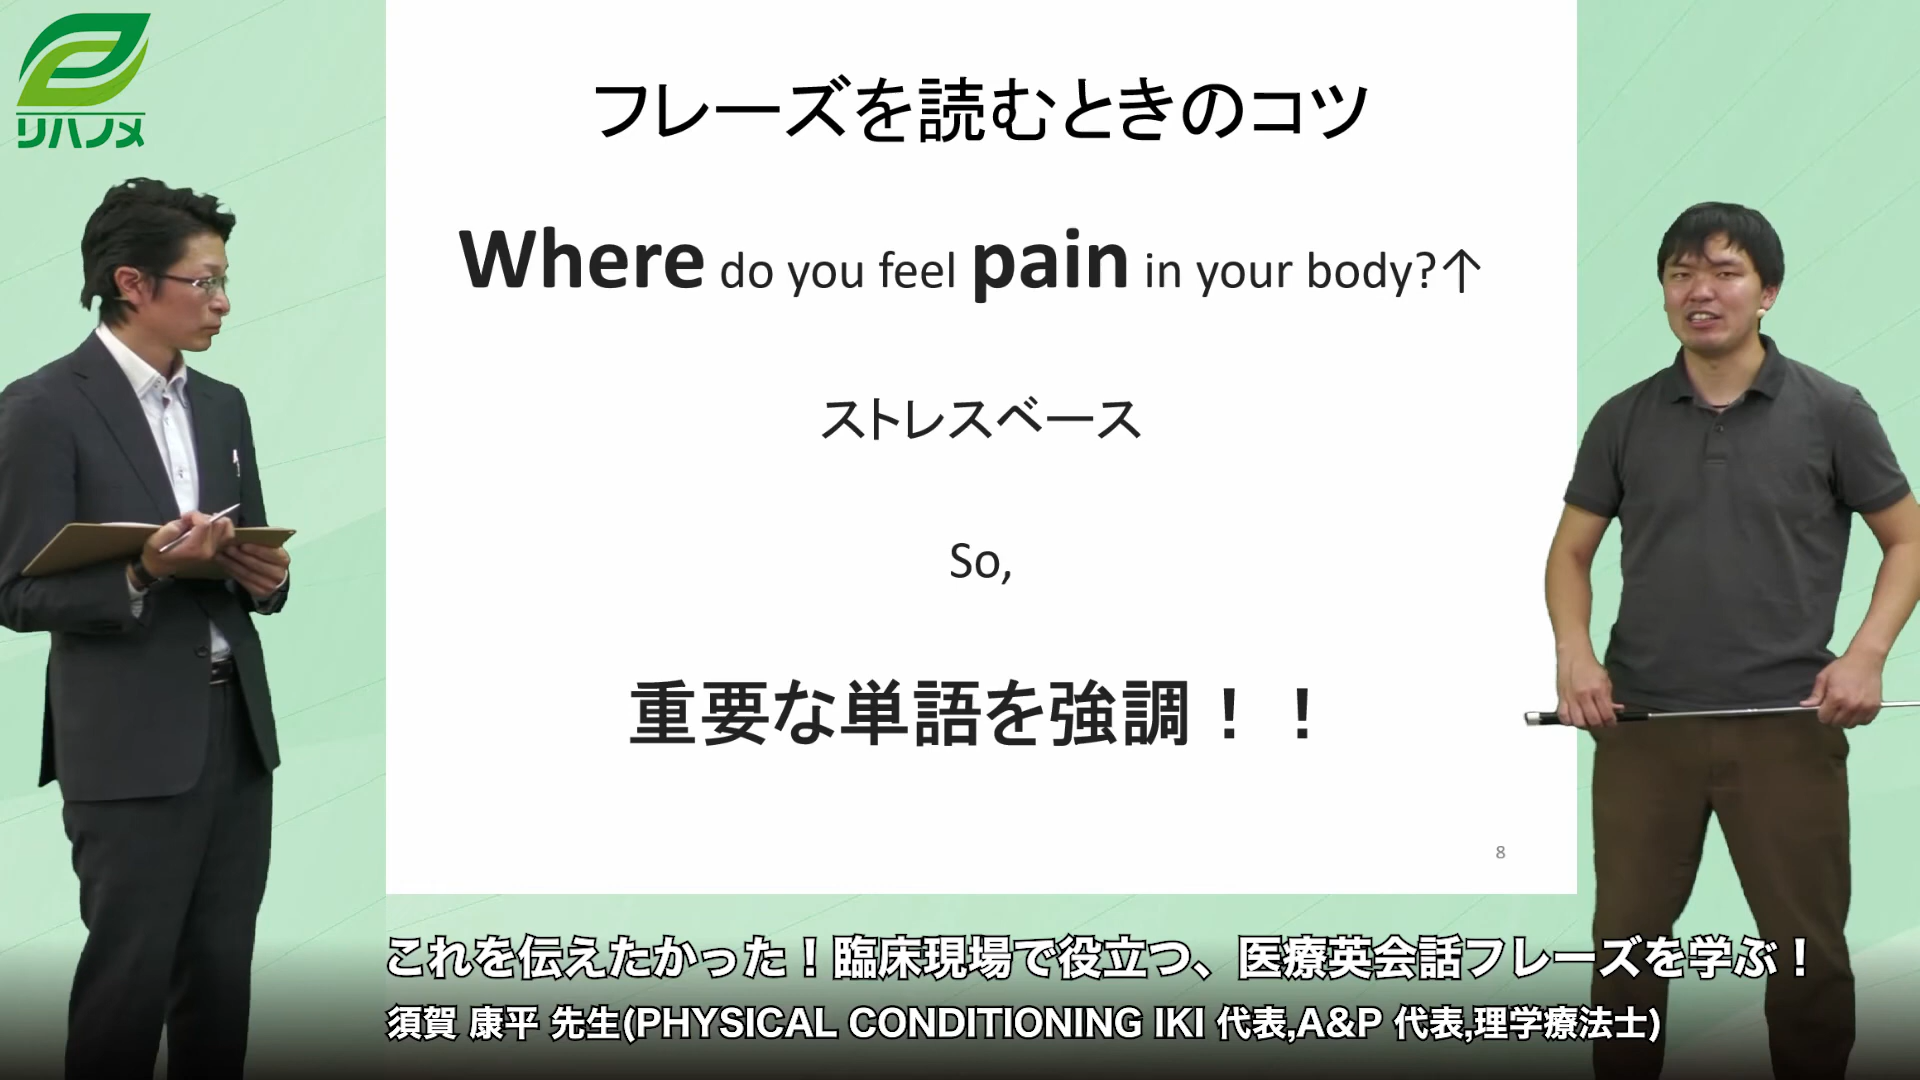 リハノメ
フレーズを読むときのコツ
Where do you feel pain in your body?↑
ストレスベース
So,
重要な単語を強調！！
8
これを伝えたかった！臨床現場で役立つ、医療英会話フレーズを学ぶ！
須賀 康平 先生(PHYSICAL CONDITIONING IKI 代表,A&P 代表,理学療法士)